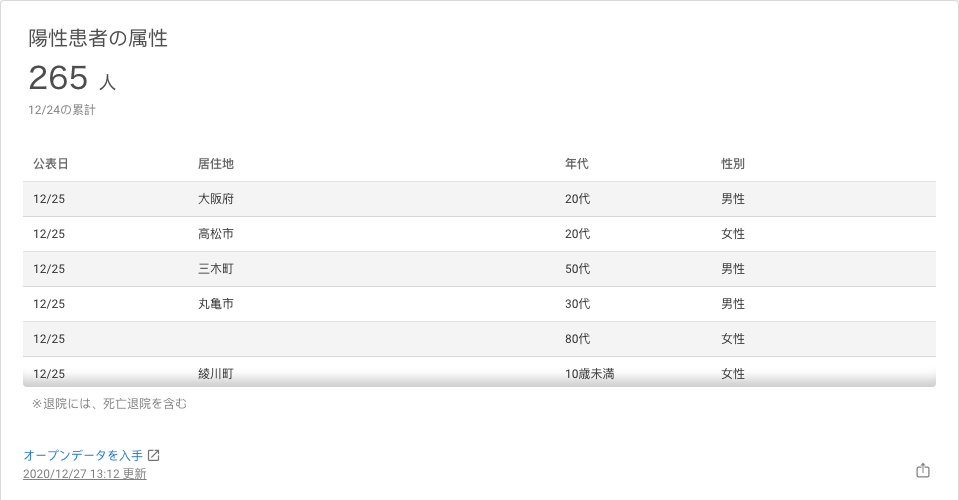 陽性患者の属性
265 人
12/24の累計
公表日 居住地 年代 性別
12/25 大阪府 20代 男性
12/25 高松市 20代 女性
12/25 三木町 50代 男性
12/25 丸亀市 30代 男性
12/25 80代 女性
12/25 綾川町 10歳未満 女性
※退院には、死亡退院を含む
オープンデータを入手
2020/12/27 13:12 更新